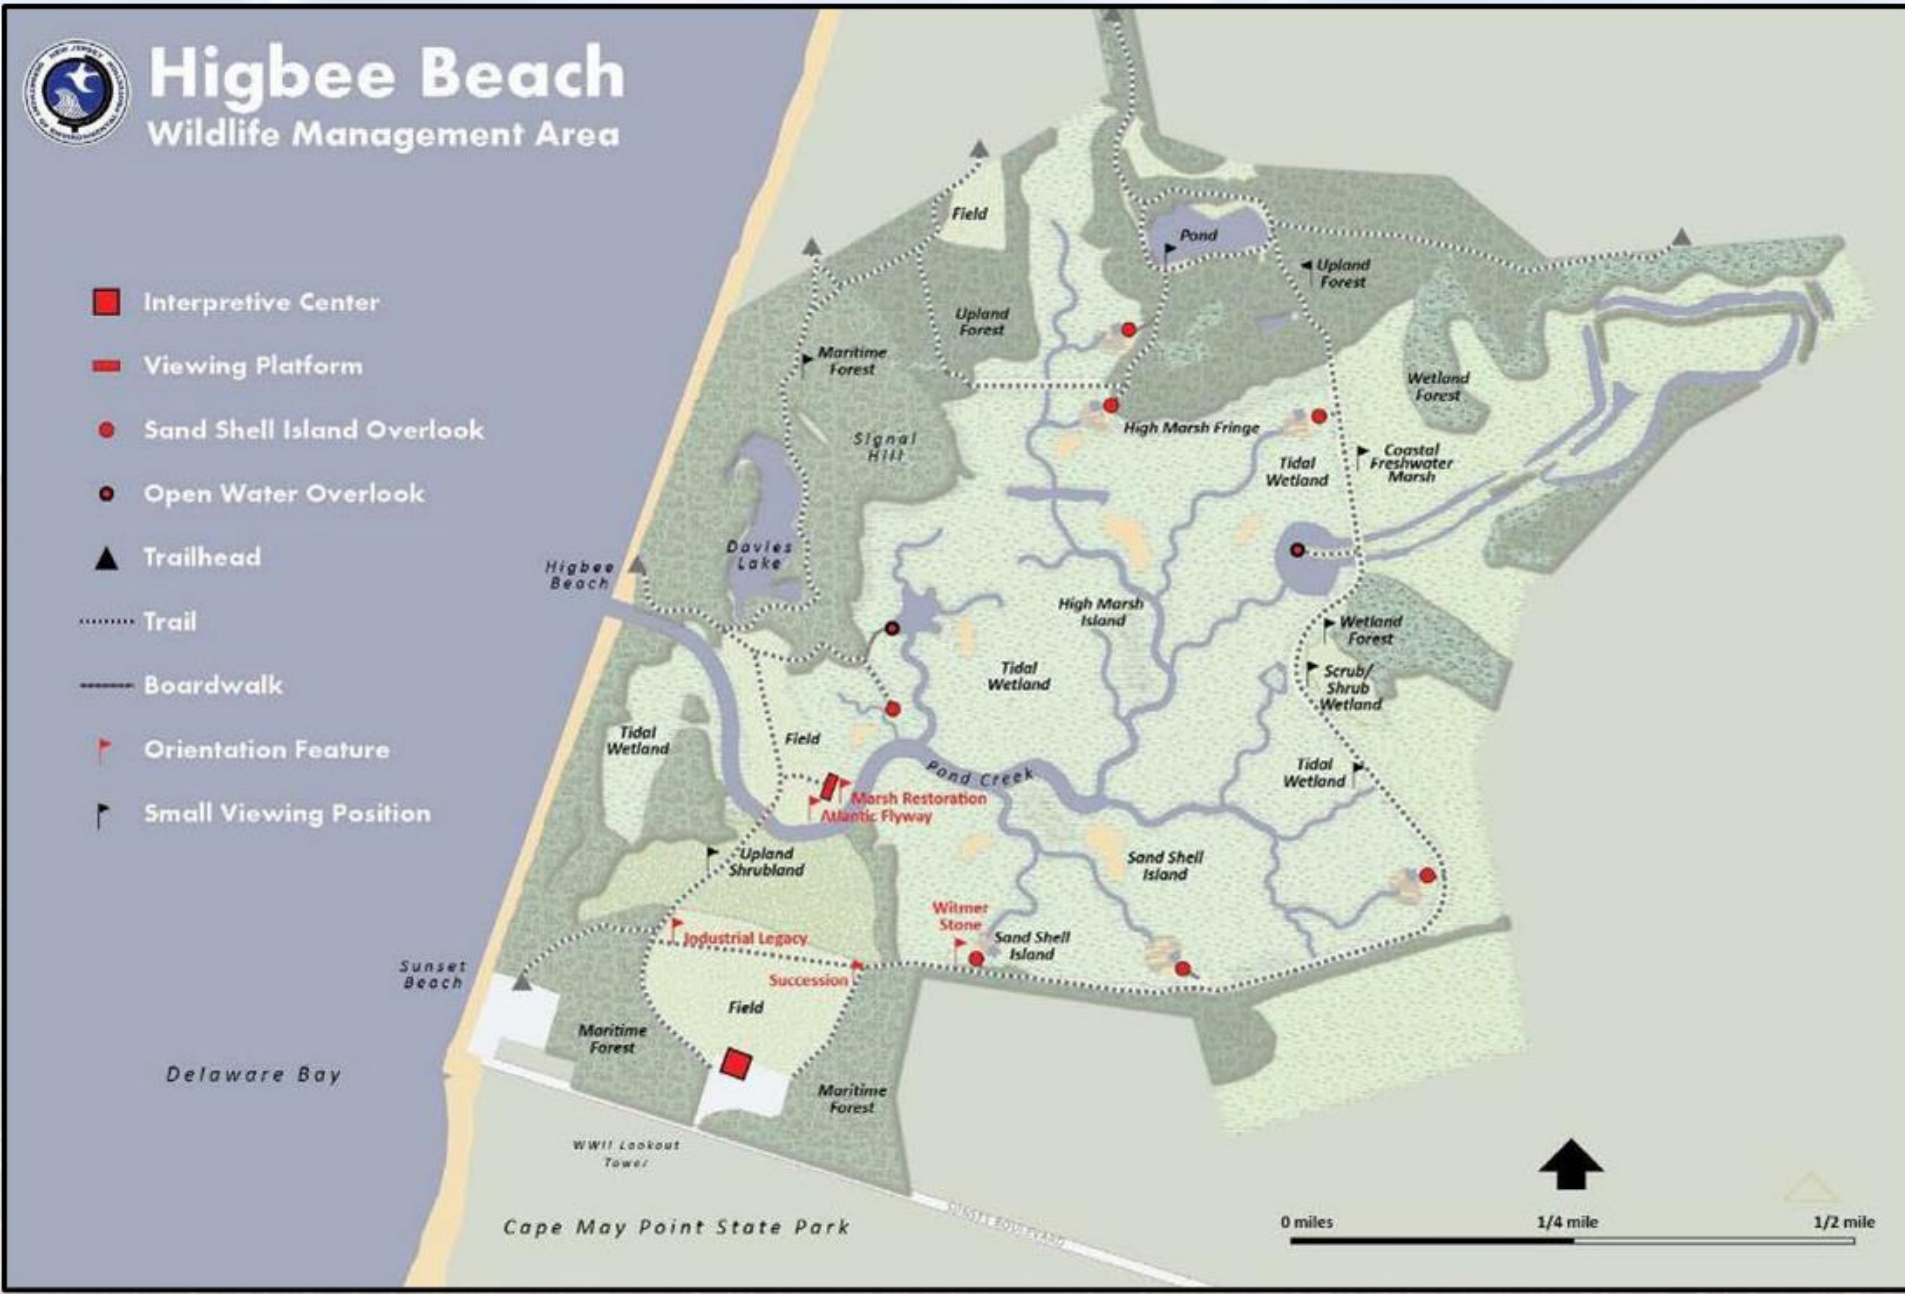 Higbee Beach
Wildlife Management Area
Interpretive Center
Viewing Platform
Sand Shell Island Overlook
Open Water Overlook
Trailhead
Trail
Boardwalk
Orientation Feature
Small Viewing Position
Field
Pond
Upland
Forest
Upland
Forest
Maritime
Forest
Wetland
Forest
Signal
Hill
High Marsh Fringe
Tidal
Wetland
Coastal
Freshwater
Marsh
Davies
Lake
Higbee
Beach
High Marsh
Island
Wetland
Forest
Tidal
Wetland
Scrub/
Shrub
Wetland
Tidal
Wetland
Field
Pond Creek
Tidal
Wetland
Marsh Restoration
Atlantic Flyway
Upland
Shrubland
Sand Shell
Island
Witmer
Stone
Sand Shell
Island
Industrial Legacy
Succession
Sunset
Beach
Field
Maritime
Forest
Delaware Bay
Maritime
Forest
WWII Lookout
Tower
Cape May Point State Park
0 miles
1/4 mile
1/2 mile